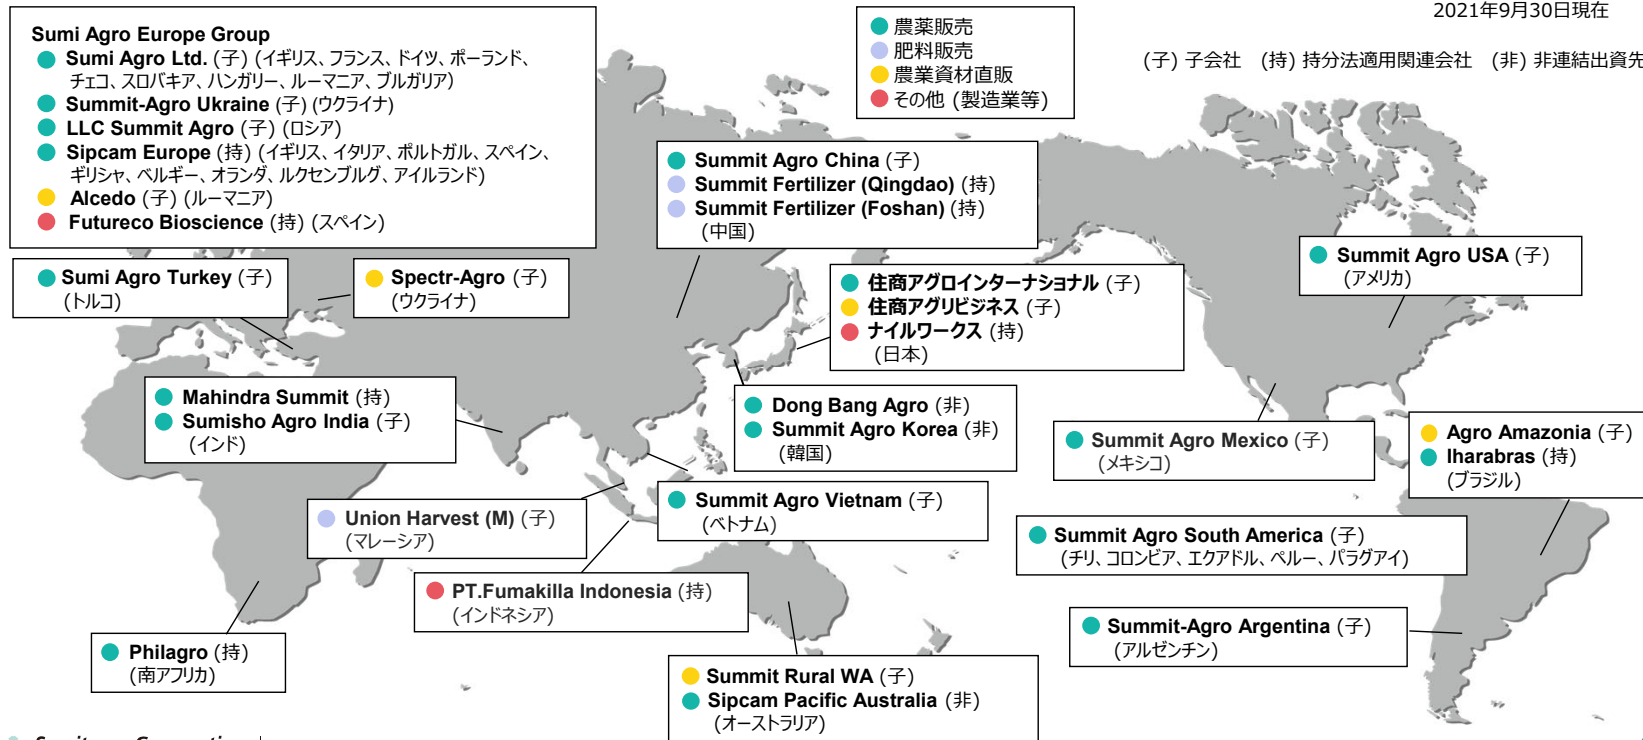 2021年9月30日現在
(子) 子会社 (持) 持分法適用関連会社 (非) 非連結出資先
農薬販売
肥料販売
農業資材直販
その他 (製造業等)
Sumi Agro Europe Group
Sumi Agro Ltd. (子) (イギリス、フランス、ドイツ、ポーランド、
チェコ、スロバキア、ハンガリー、ルーマニア、ブルガリア)
Summit-Agro Ukraine (子) (ウクライナ)
LLC Summit Agro (子) (ロシア)
Sipcam Europe (持) (イギリス、イタリア、ポルトガル、スペイン、
ギリシャ、ベルギー、オランダ、ルクセンブルグ、アイルランド)
Alcedo (子) (ルーマニア)
Futureco Bioscience (持) (スペイン)
Summit Agro China (子)
Summit Fertilizer (Qingdao) (持)
Summit Fertilizer (Foshan) (持)
(中国)
Summit Agro USA (子)
(アメリカ)
Sumi Agro Turkey (子)
(トルコ)
Spectr-Agro (子)
(ウクライナ)
住商アグロインターナショナル (子)
住商アグリビジネス (子)
ナイルワークス (持)
(日本)
Mahindra Summit (持)
Sumisho Agro India (子)
(インド)
Dong Bang Agro (非)
Summit Agro Korea (非)
(韓国)
Summit Agro Mexico (子)
(メキシコ)
Agro Amazonia (子)
Iharabras (持)
(ブラジル)
Union Harvest (M) (子)
(マレーシア)
Summit Agro Vietnam (子)
(ベトナム)
Summit Agro South America (子)
(チリ、コロンビア、エクアドル、ペルー、パラグアイ)
PT.Fumakilla Indonesia (持)
(インドネシア)
Summit-Agro Argentina (子)
(アルゼンチン)
Philagro (持)
(南アフリカ)
Summit Rural WA (子)
Sipcam Pacific Australia (非)
(オーストラリア)